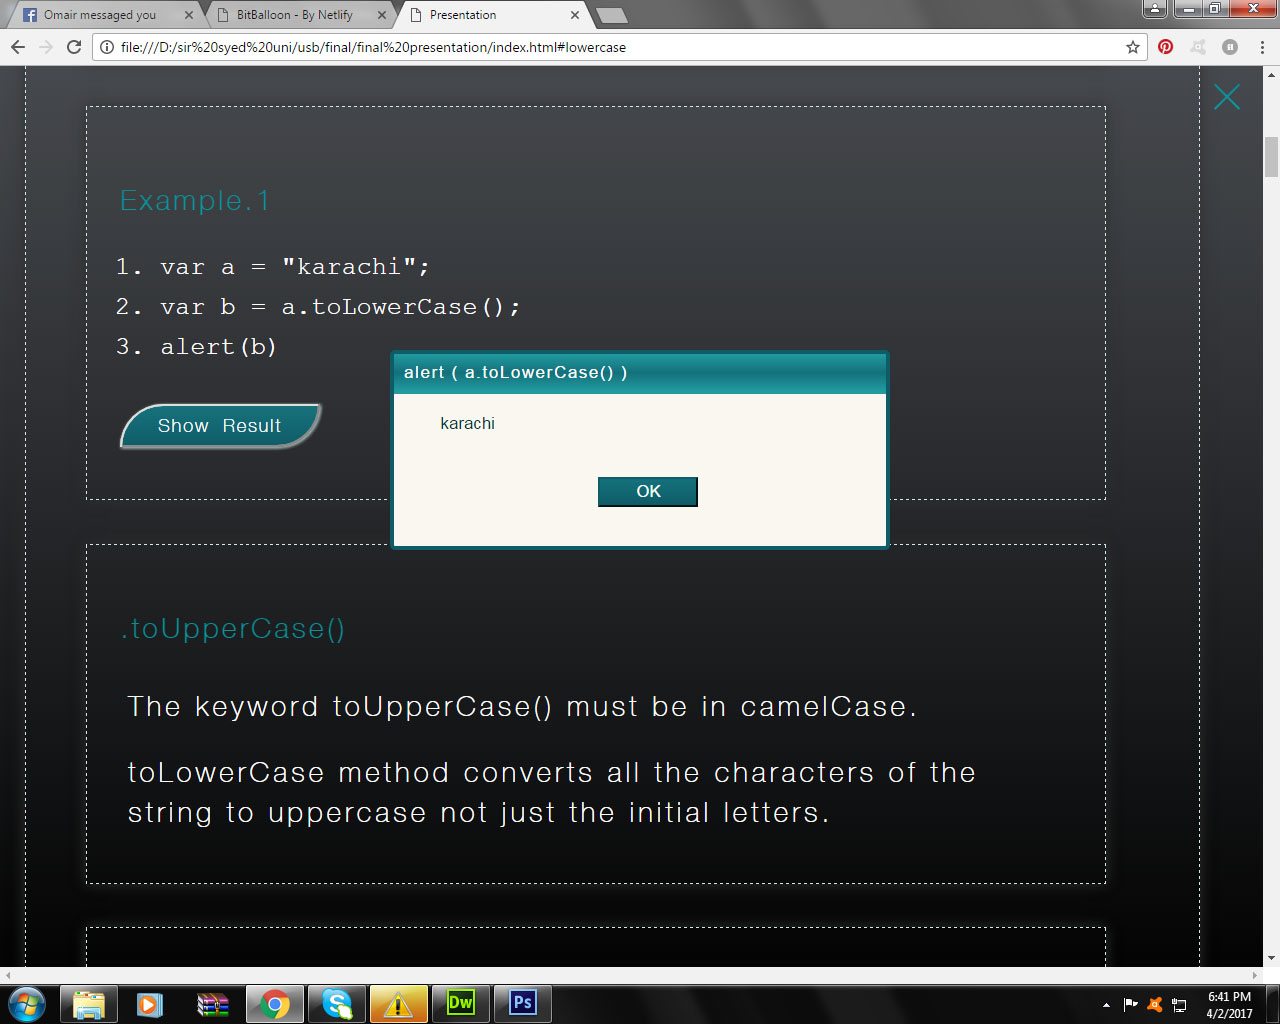 Omair messaged you
BitBalloon - By Netlify
Presentation
file:///D:/sir%20syed%20uni/usb/final/final%20presentation/index.html#lowercase
Example.1
1. var a = "karachi";
2. var b = a.toLowerCase();
3. alert(b)
Show Result
alert ( a.toLowerCase() )
karachi
OK
.toUpperCase()
The keyword toUpperCase() must be in camelCase.
toLowerCase method converts all the characters of the
string to uppercase not just the initial letters.
Dw
Ps
6:41 PM
4/2/2017